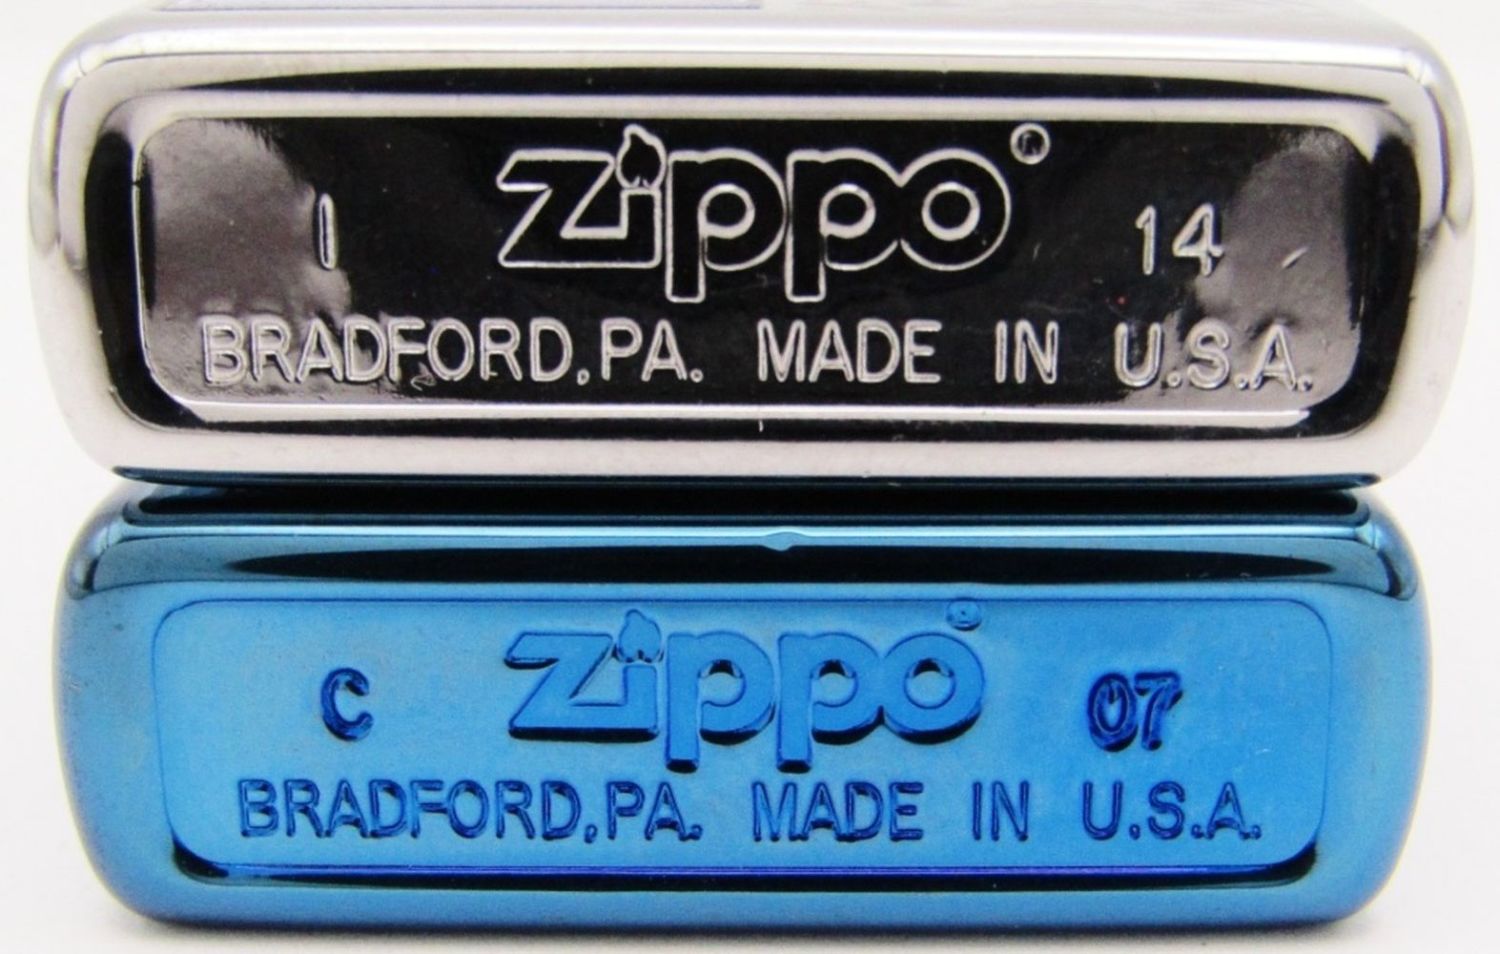 I zippo® 14
BRADFORD, PA. MADE IN U.S.A.
C zippo® 07
BRADFORD, PA. MADE IN U.S.A.